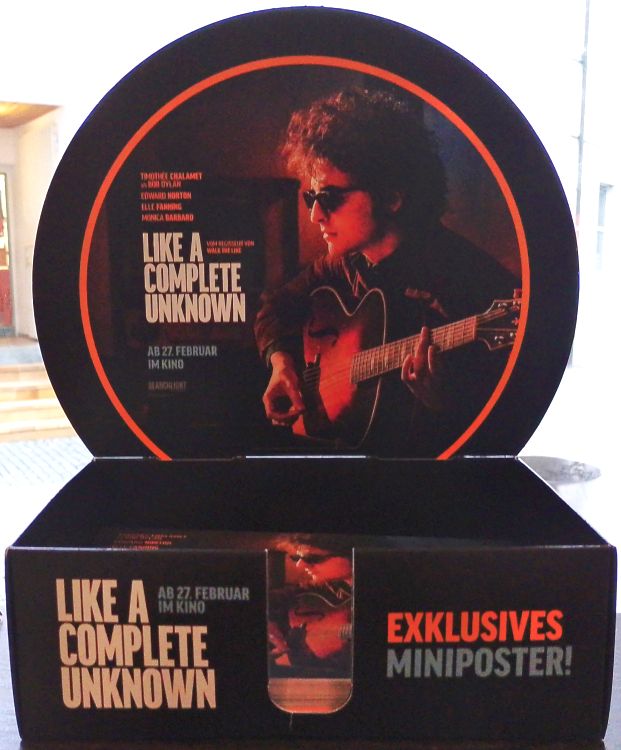 TIMOTHÉE CHALAMET
ALS BOB DYLAN
EDWARD NORTON
ELLE FANNING
MONICA BARBARO
LIKE A
VOM REGISSEUR VON
WALK THE LINE
COMPLETE
UNKNOWN
AB 27. FEBRUAR
IM KINO
SEARCHLIGHT
LIKE A
COMPLETE
UNKNOWN
AB 27. FEBRUAR
IM KINO
EXKLUSIVES
MINIPOSTER!